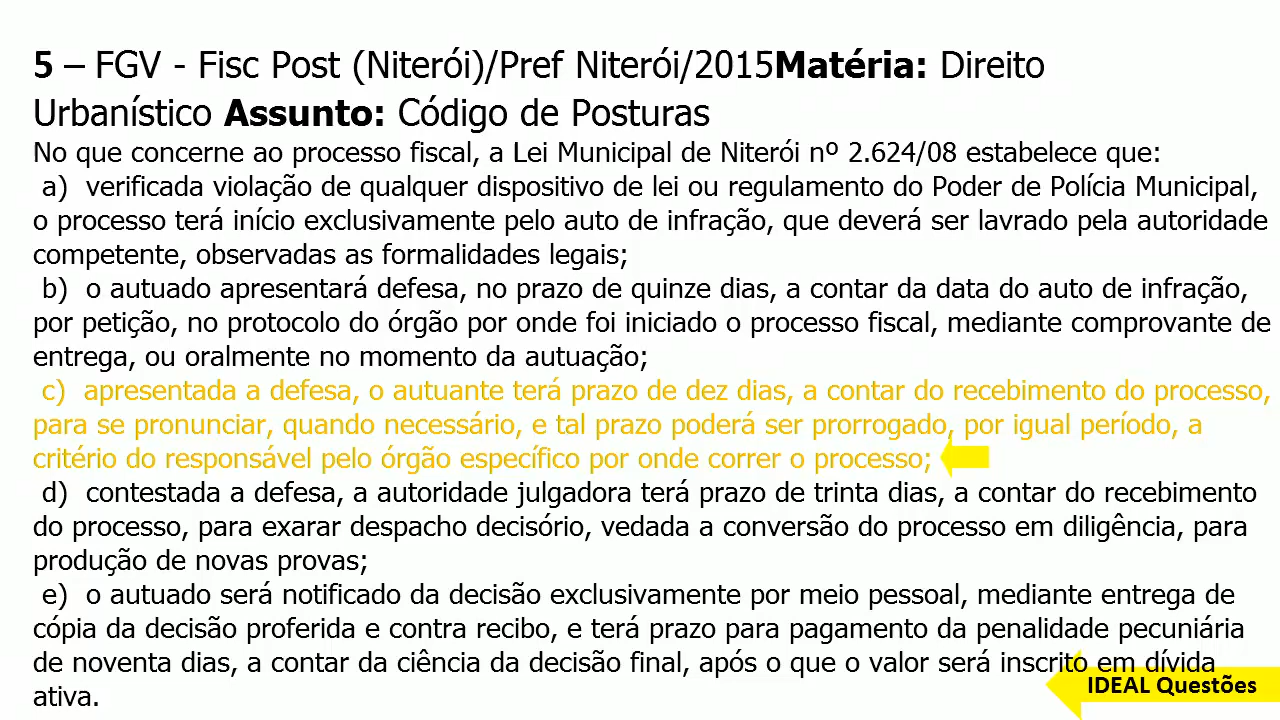 5 – FGV - Fisc Post (Niterói)/Pref Niterói/2015Matéria: Direito
Urbanístico Assunto: Código de Posturas
No que concerne ao processo fiscal, a Lei Municipal de Niterói nº 2.624/08 estabelece que:
a) verificada violação de qualquer dispositivo de lei ou regulamento do Poder de Polícia Municipal,
o processo terá início exclusivamente pelo auto de infração, que deverá ser lavrado pela autoridade
competente, observadas as formalidades legais;
b) o autuado apresentará defesa, no prazo de quinze dias, a contar da data do auto de infração,
por petição, no protocolo do órgão por onde foi iniciado o processo fiscal, mediante comprovante de
entrega, ou oralmente no momento da autuação;
c) apresentada a defesa, o autuante terá prazo de dez dias, a contar do recebimento do processo,
para se pronunciar, quando necessário, e tal prazo poderá ser prorrogado, por igual período, a
critério do responsável pelo órgão específico por onde correr o processo;
d) contestada a defesa, a autoridade julgadora terá prazo de trinta dias, a contar do recebimento
do processo, para exarar despacho decisório, vedada a conversão do processo em diligência, para
produção de novas provas;
e) o autuado será notificado da decisão exclusivamente por meio pessoal, mediante entrega de
cópia da decisão proferida e contra recibo, e terá prazo para pagamento da penalidade pecuniária
de noventa dias, a contar da ciência da decisão final, após o que o valor será inscrito em dívida
ativa.
IDEAL Questões